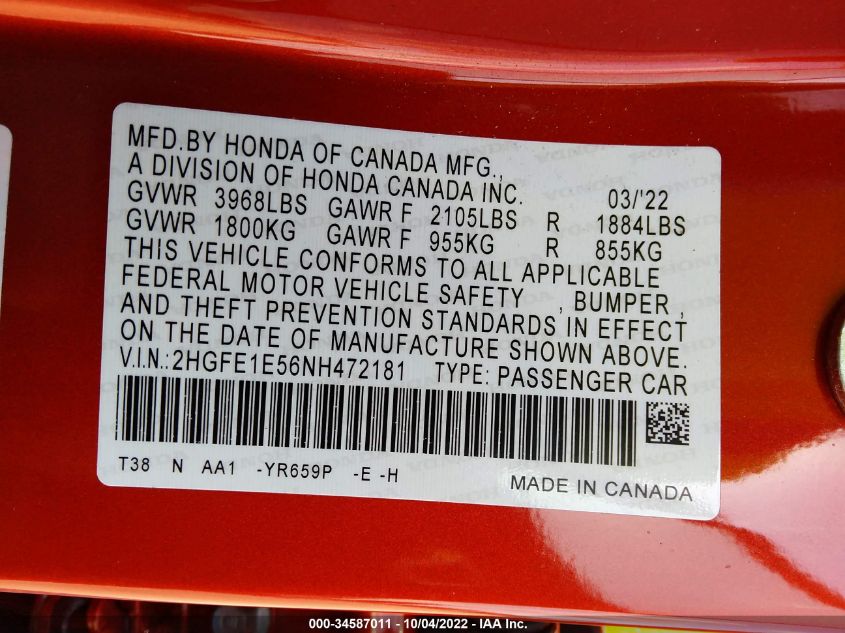 MFD.BY HONDA OF CANADA MFG.,
A DIVISION OF HONDA CANADA INC. 03/'22
GVWR 3968LBS GAWR F 2105LBS R 1884LBS
GVWR 1800KG GAWR F 955KG R 855KG
THIS VEHICLE CONFORMS TO ALL APPLICABLE
FEDERAL MOTOR VEHICLE SAFETY , BUMPER ,
AND THEFT PREVENTION STANDARDS IN EFFECT
ON THE DATE OF MANUFACTURE SHOWN ABOVE.
V.I.N.:2HGFE1E56NH472181 TYPE: PASSENGER CAR
T38 N AA1 -YR659P -E -H
MADE IN CANADA
000-34587011 - 10/04/2022 - IAA Inc.